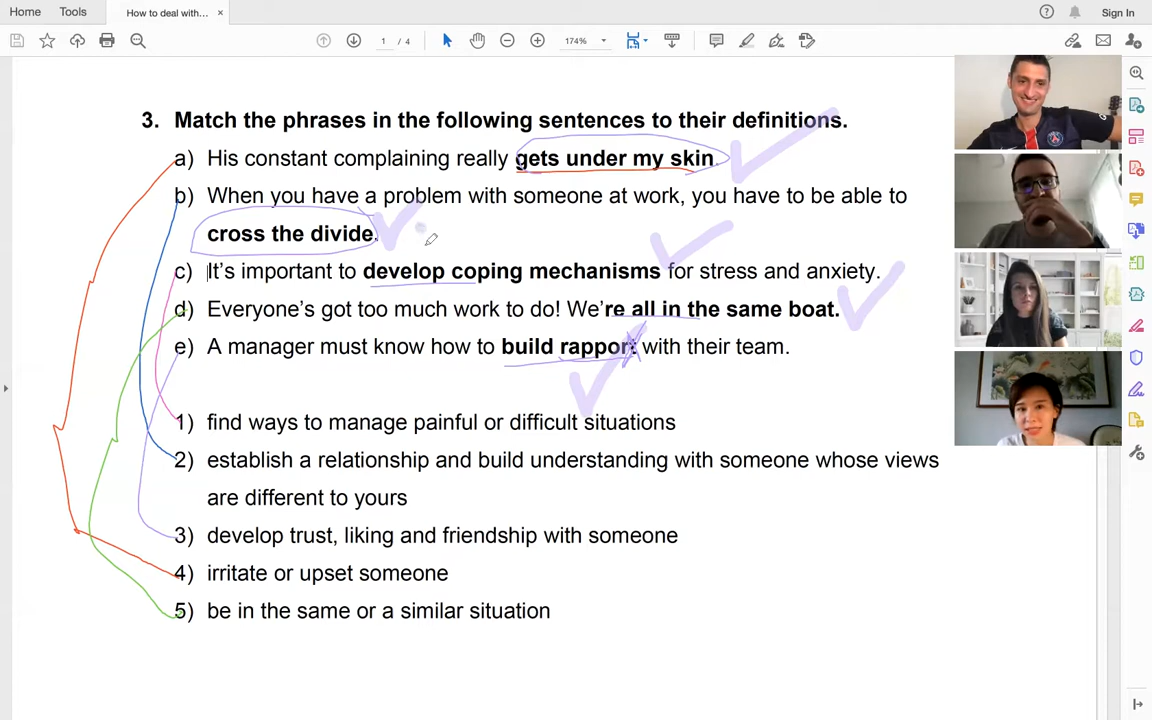 Home Tools How to deal with... × Sign In
1 / 4 174%
3. Match the phrases in the following sentences to their definitions.
a) His constant complaining really gets under my skin.
b) When you have a problem with someone at work, you have to be able to
cross the divide.
c) It's important to develop coping mechanisms for stress and anxiety.
d) Everyone's got too much work to do! We're all in the same boat.
e) A manager must know how to build rapport with their team.
1) find ways to manage painful or difficult situations
2) establish a relationship and build understanding with someone whose views
are different to yours
3) develop trust, liking and friendship with someone
4) irritate or upset someone
5) be in the same or a similar situation